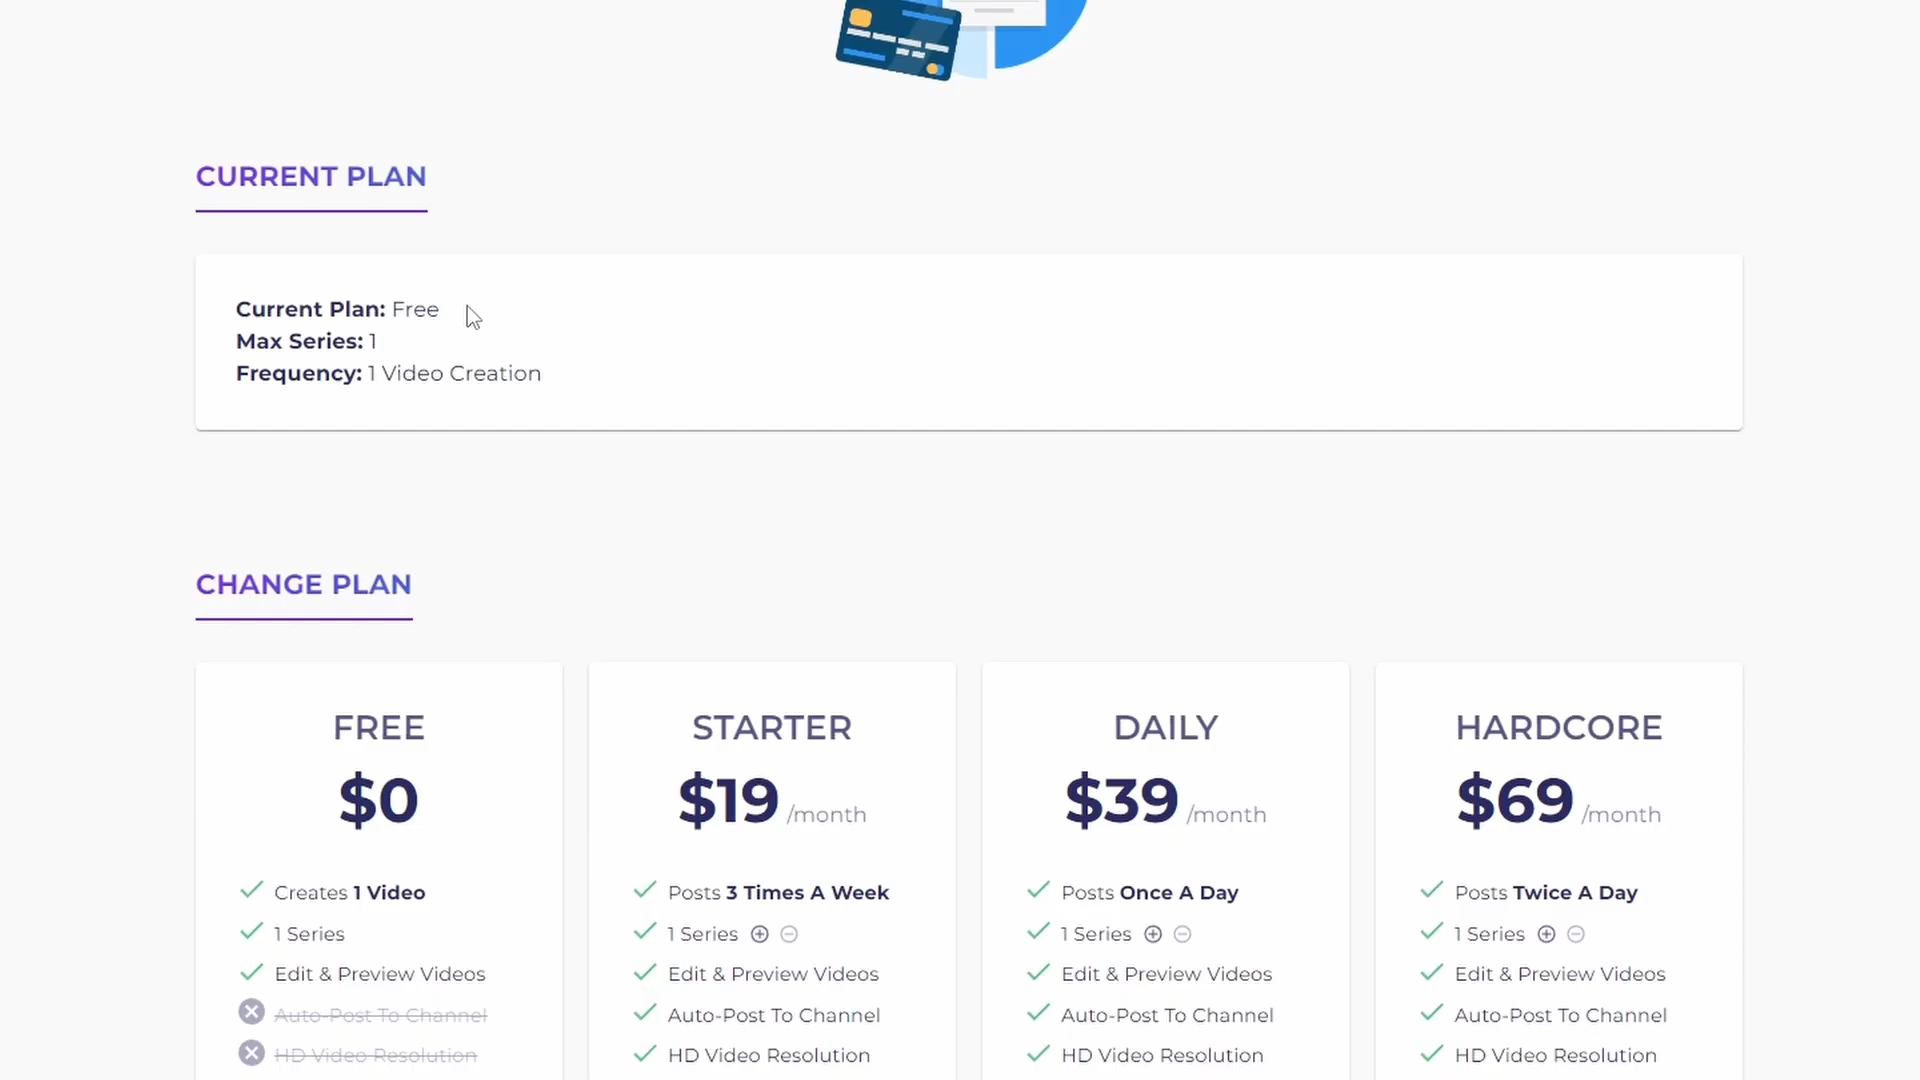 CURRENT PLAN
Current Plan: Free
Max Series: 1
Frequency: 1 Video Creation
CHANGE PLAN
FREE
$0
Creates 1 Video
1 Series
Edit & Preview Videos
Auto-Post To Channel
HD Video Resolution
STARTER
$19 /month
Posts 3 Times A Week
1 Series
Edit & Preview Videos
Auto-Post To Channel
HD Video Resolution
DAILY
$39 /month
Posts Once A Day
1 Series
Edit & Preview Videos
Auto-Post To Channel
HD Video Resolution
HARDCORE
$69 /month
Posts Twice A Day
1 Series
Edit & Preview Videos
Auto-Post To Channel
HD Video Resolution